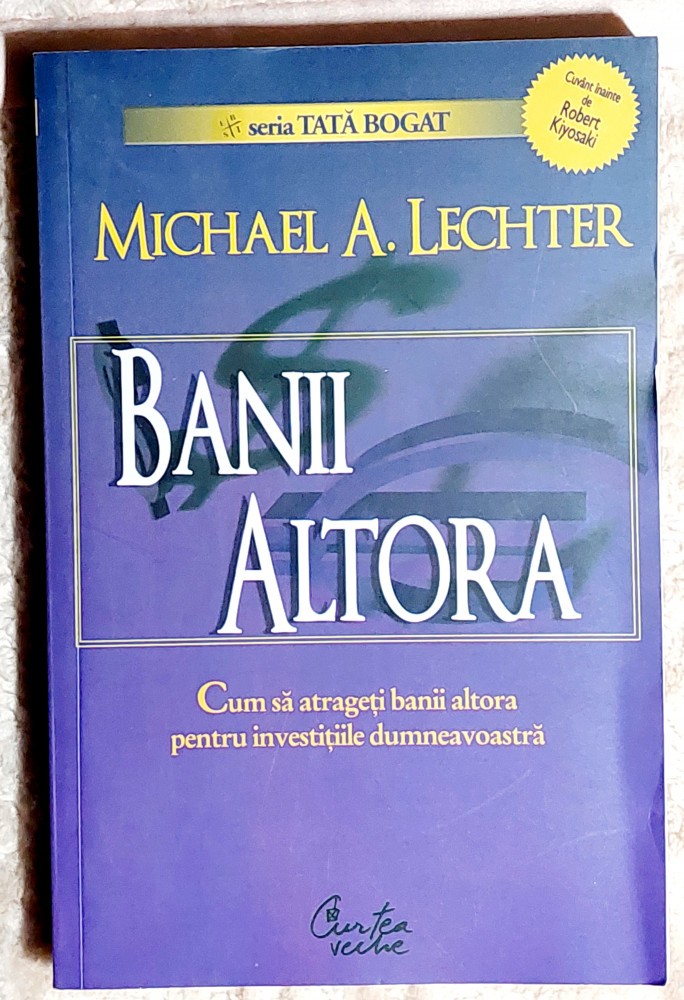 seria TATĂ BOGAT
Cuvânt înainte
de
Robert
Kiyosaki
MICHAEL A. LECHTER
BANII
ALTORA
Cum să atrageți banii altora
pentru investițiile dumneavoastră
Curtea
veche